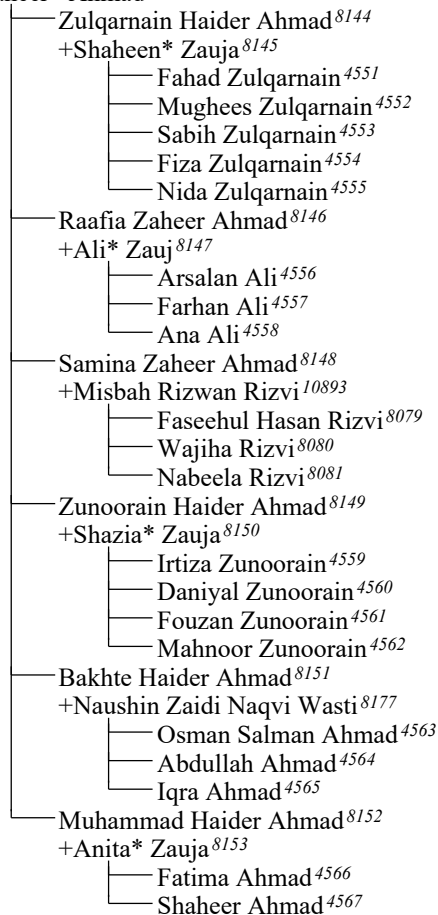 Zulqarnain Haider Ahmad 8144
+Shaheen* Zauja 8145
Fahad Zulqarnain 4551
Mughees Zulqarnain 4552
Sabih Zulqarnain 4553
Fiza Zulqarnain 4554
Nida Zulqarnain 4555
Raafia Zaheer Ahmad 8146
+Ali* Zauj 8147
Arsalan Ali 4556
Farhan Ali 4557
Ana Ali 4558
Samina Zaheer Ahmad 8148
+Misbah Rizwan Rizvi 10893
Faseehul Hasan Rizvi 8079
Wajiha Rizvi 8080
Nabeela Rizvi 8081
Zunoorain Haider Ahmad 8149
+Shazia* Zauja 8150
Irtiza Zunoorain 4559
Daniyal Zunoorain 4560
Fouzan Zunoorain 4561
Mahnoor Zunoorain 4562
Bakhte Haider Ahmad 8151
+Naushin Zaidi Naqvi Wasti 8177
Osman Salman Ahmad 4563
Abdullah Ahmad 4564
Iqra Ahmad 4565
Muhammad Haider Ahmad 8152
+Anita* Zauja 8153
Fatima Ahmad 4566
Shaheer Ahmad 4567